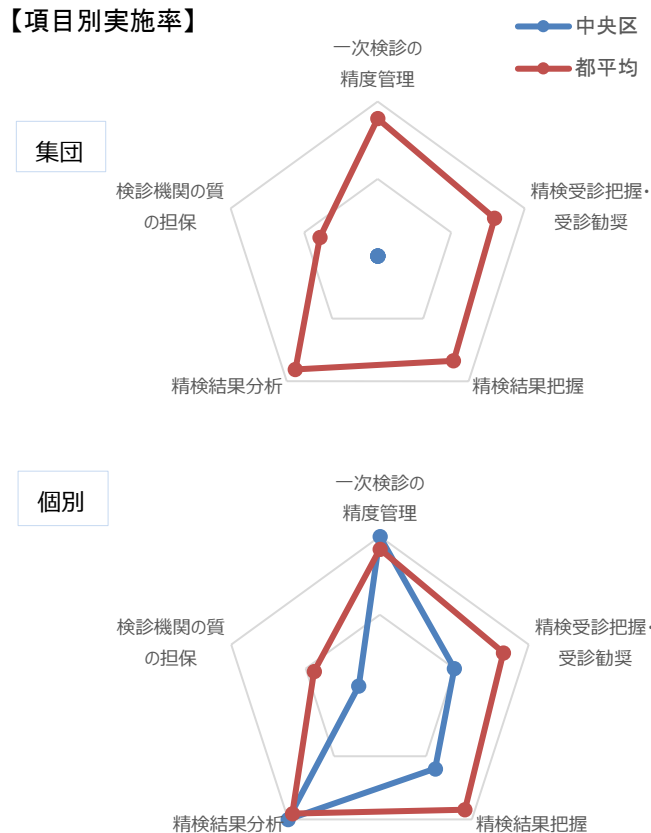 【項目別実施率】
中央区
都平均
集団
一次検診の
精度管理
検診機関の質
の担保
精検受診把握・
受診勧奨
精検結果分析
精検結果把握
個別
一次検診の
精度管理
検診機関の質
の担保
精検受診把握・
受診勧奨
精検結果分析
精検結果把握